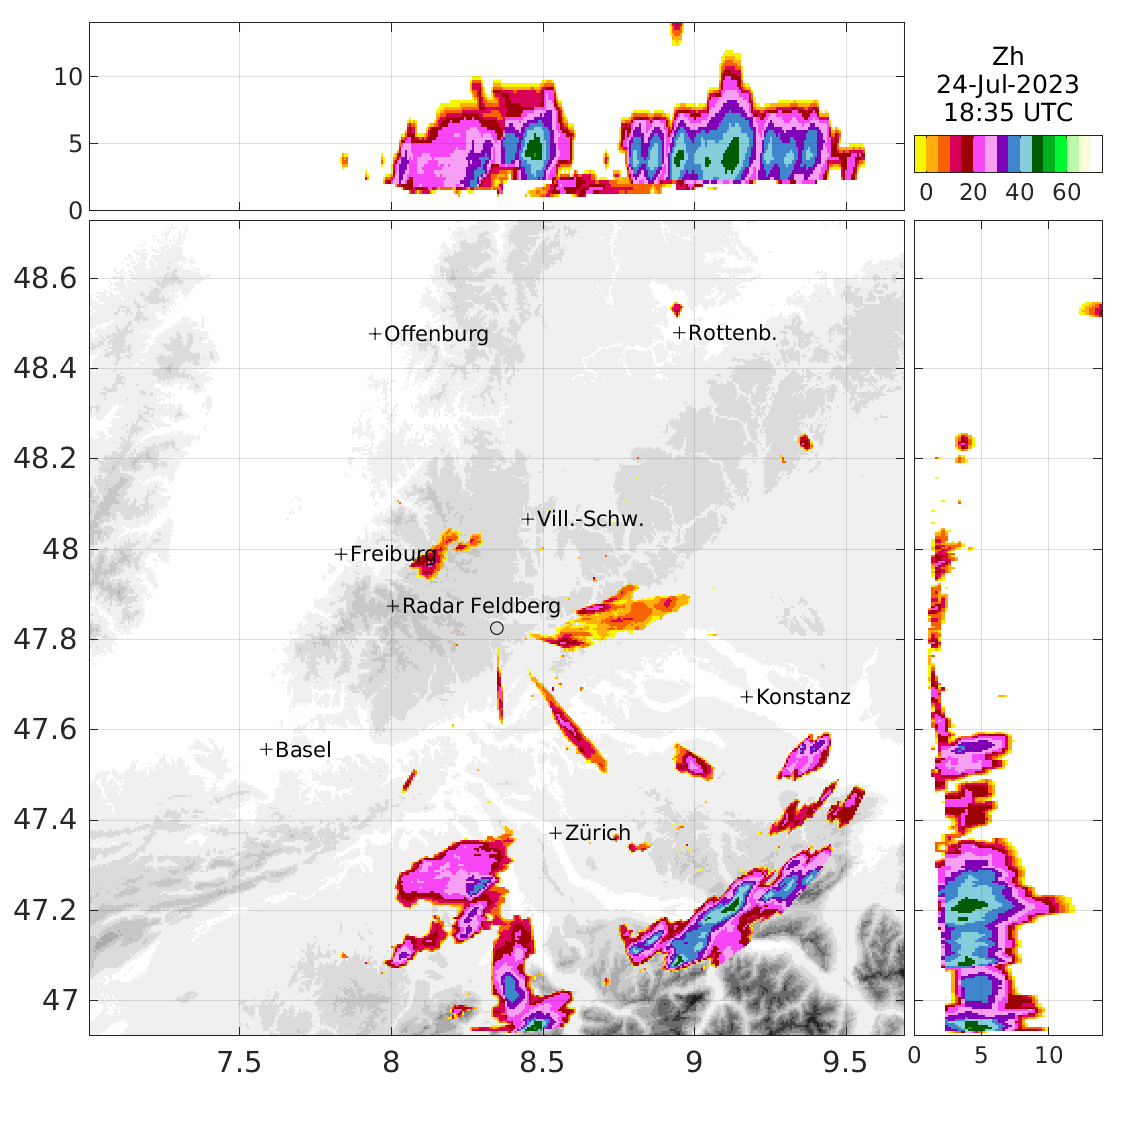 10
5
0
Zh
24-Jul-2023
18:35 UTC
0 20 40 60
48.6
48.4
48.2
48
47.8
47.6
47.4
47.2
47
+Offenburg
+Rottenb.
+Vill.-Schw.
+Freiburg
+Radar Feldberg
+Konstanz
+Basel
+Zürich
7.5 8 8.5 9 9.5
0 5 10